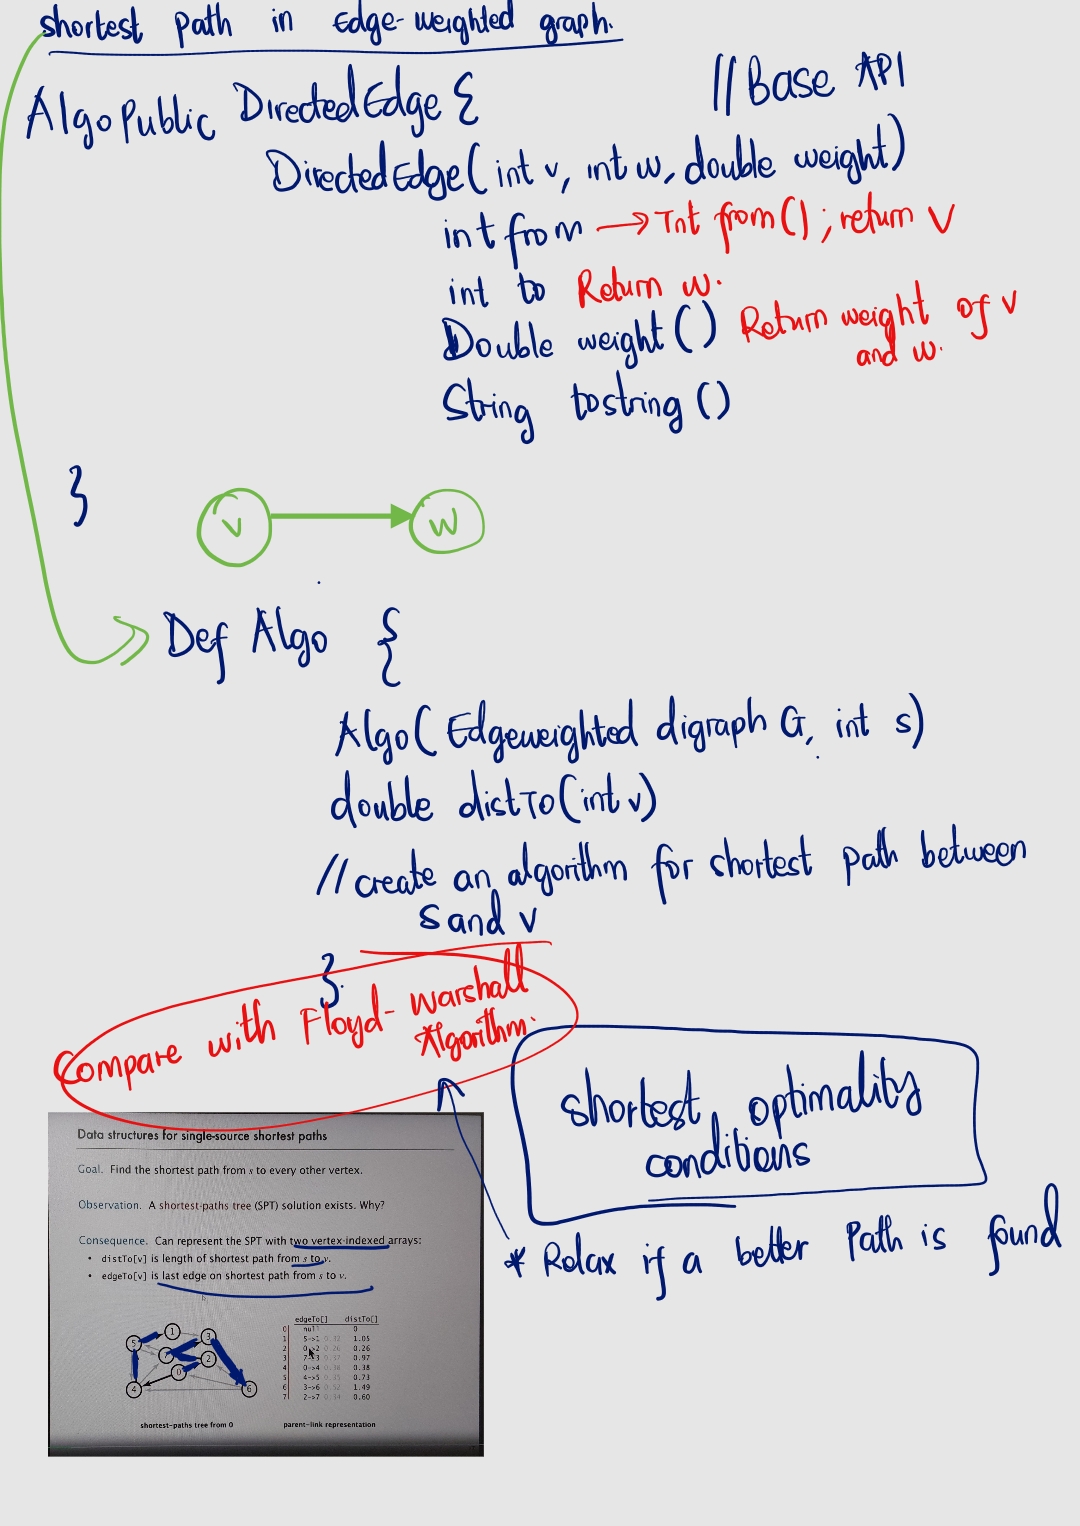 shortest path in Edge-weighted graph.
// Base API
Algo Public DirectedEdge {
DirectedEdge( int v, int w, double weight)
int from → Int from() ; return v
int to Return w.
Double weight () Return weight of v
and w.
String tostring ()
}
v
w
Def Algo {
Algo( Edgeweighted digraph G, int s)
double distTo(int v)
// create an algorithm for shortest path between
s and v
}
Compare with Floyd- Warshall
Algorithm.
shortest optimality
conditions
* Relax if a better Path is found
Data structures for single-source shortest paths
Goal. Find the shortest path from s to every other vertex.
Observation. A shortest-paths tree (SPT) solution exists. Why?
Consequence. Can represent the SPT with two vertex-indexed arrays:
• distTo[v] is length of shortest path from s to v.
• edgeTo[v] is last edge on shortest path from s to v.
edgeTo[] distTo[]
0 null 0
1 5->1 0.32 1.05
2 0->2 0.26 0.26
3 7->3 0.37 0.97
4 0->4 0.38 0.38
5 4->5 0.35 0.73
6 3->6 0.52 1.49
7 2->7 0.34 0.60
1
5
3
7
2
0
4
6
shortest-paths tree from 0
parent-link representation